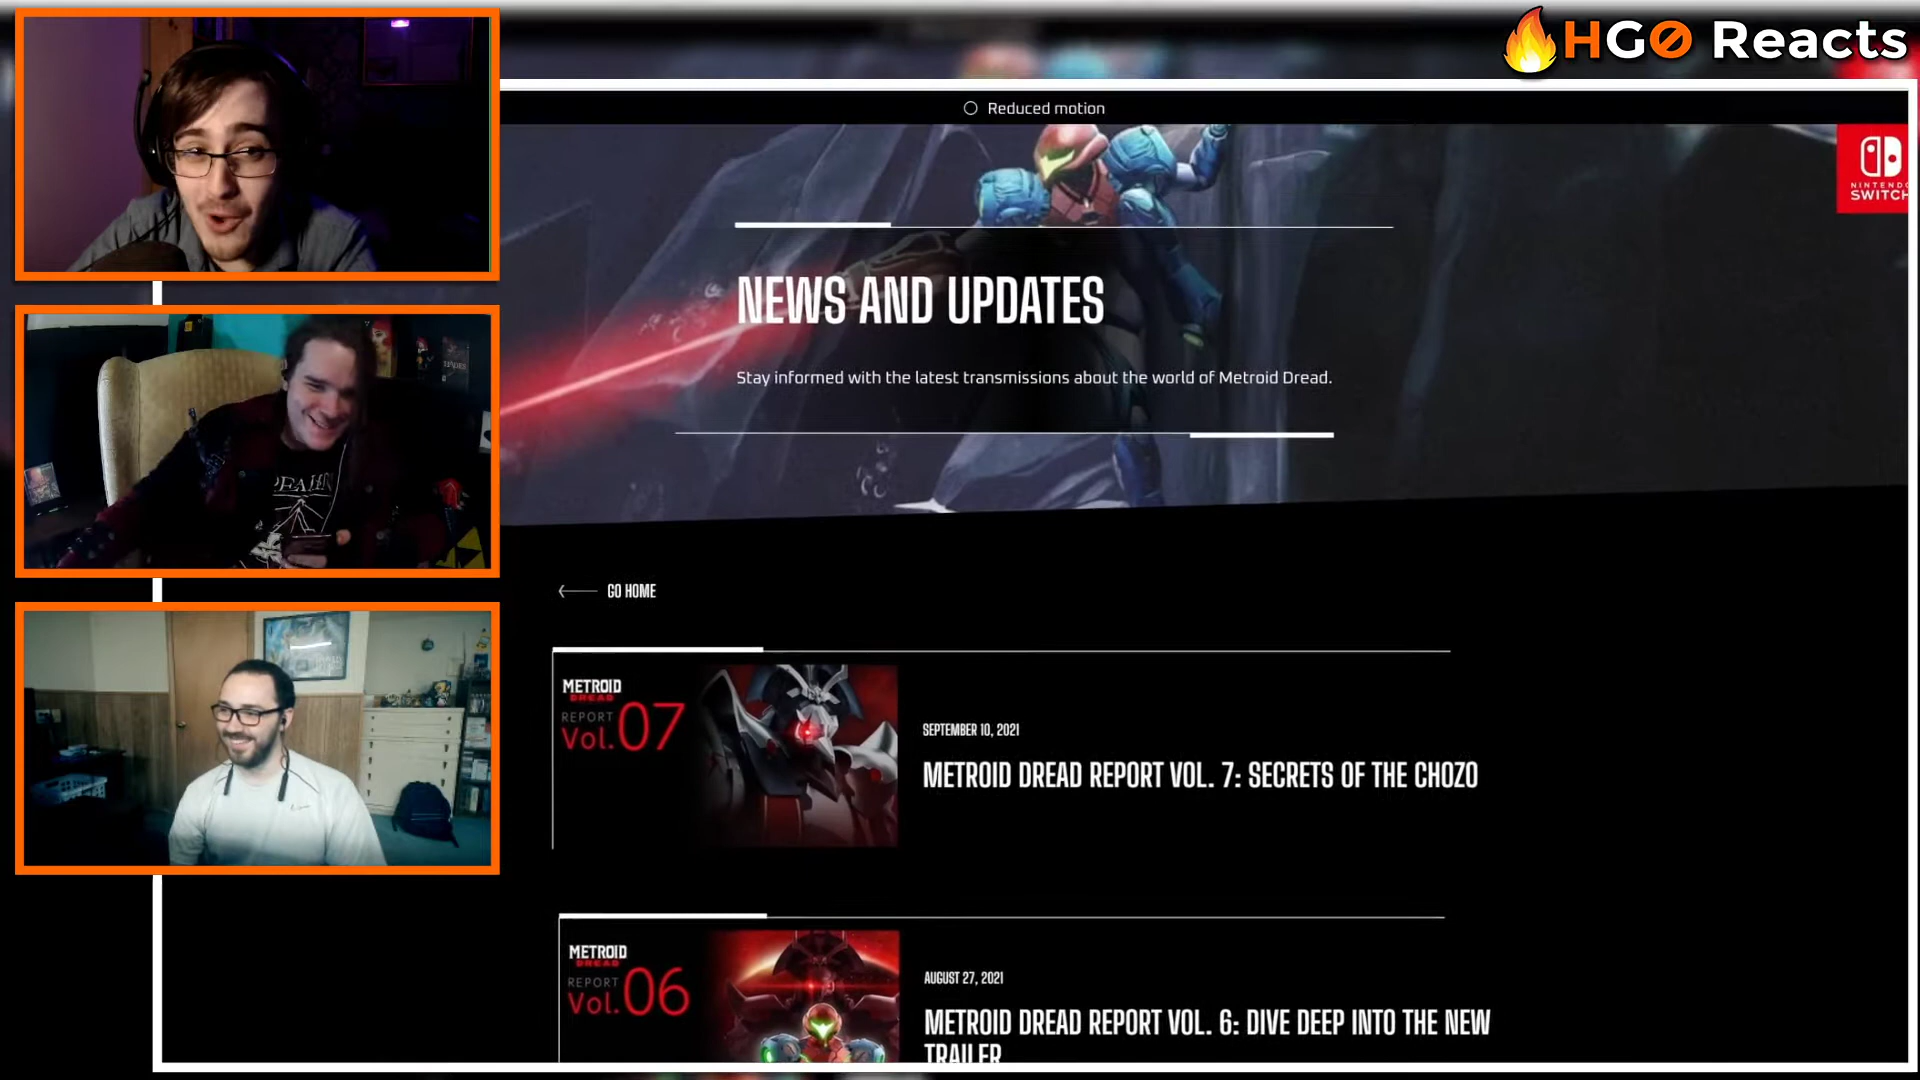 HGO Reacts
Reduced motion
NINTENDO
SWITCH
NEWS AND UPDATES
Stay informed with the latest transmissions about the world of Metroid Dread.
GO HOME
METROID
DREAD
REPORT
Vol.07
SEPTEMBER 10, 2021
METROID DREAD REPORT VOL. 7: SECRETS OF THE CHOZO
METROID
DREAD
REPORT
Vol.06
AUGUST 27, 2021
METROID DREAD REPORT VOL. 6: DIVE DEEP INTO THE NEW
TRAILER